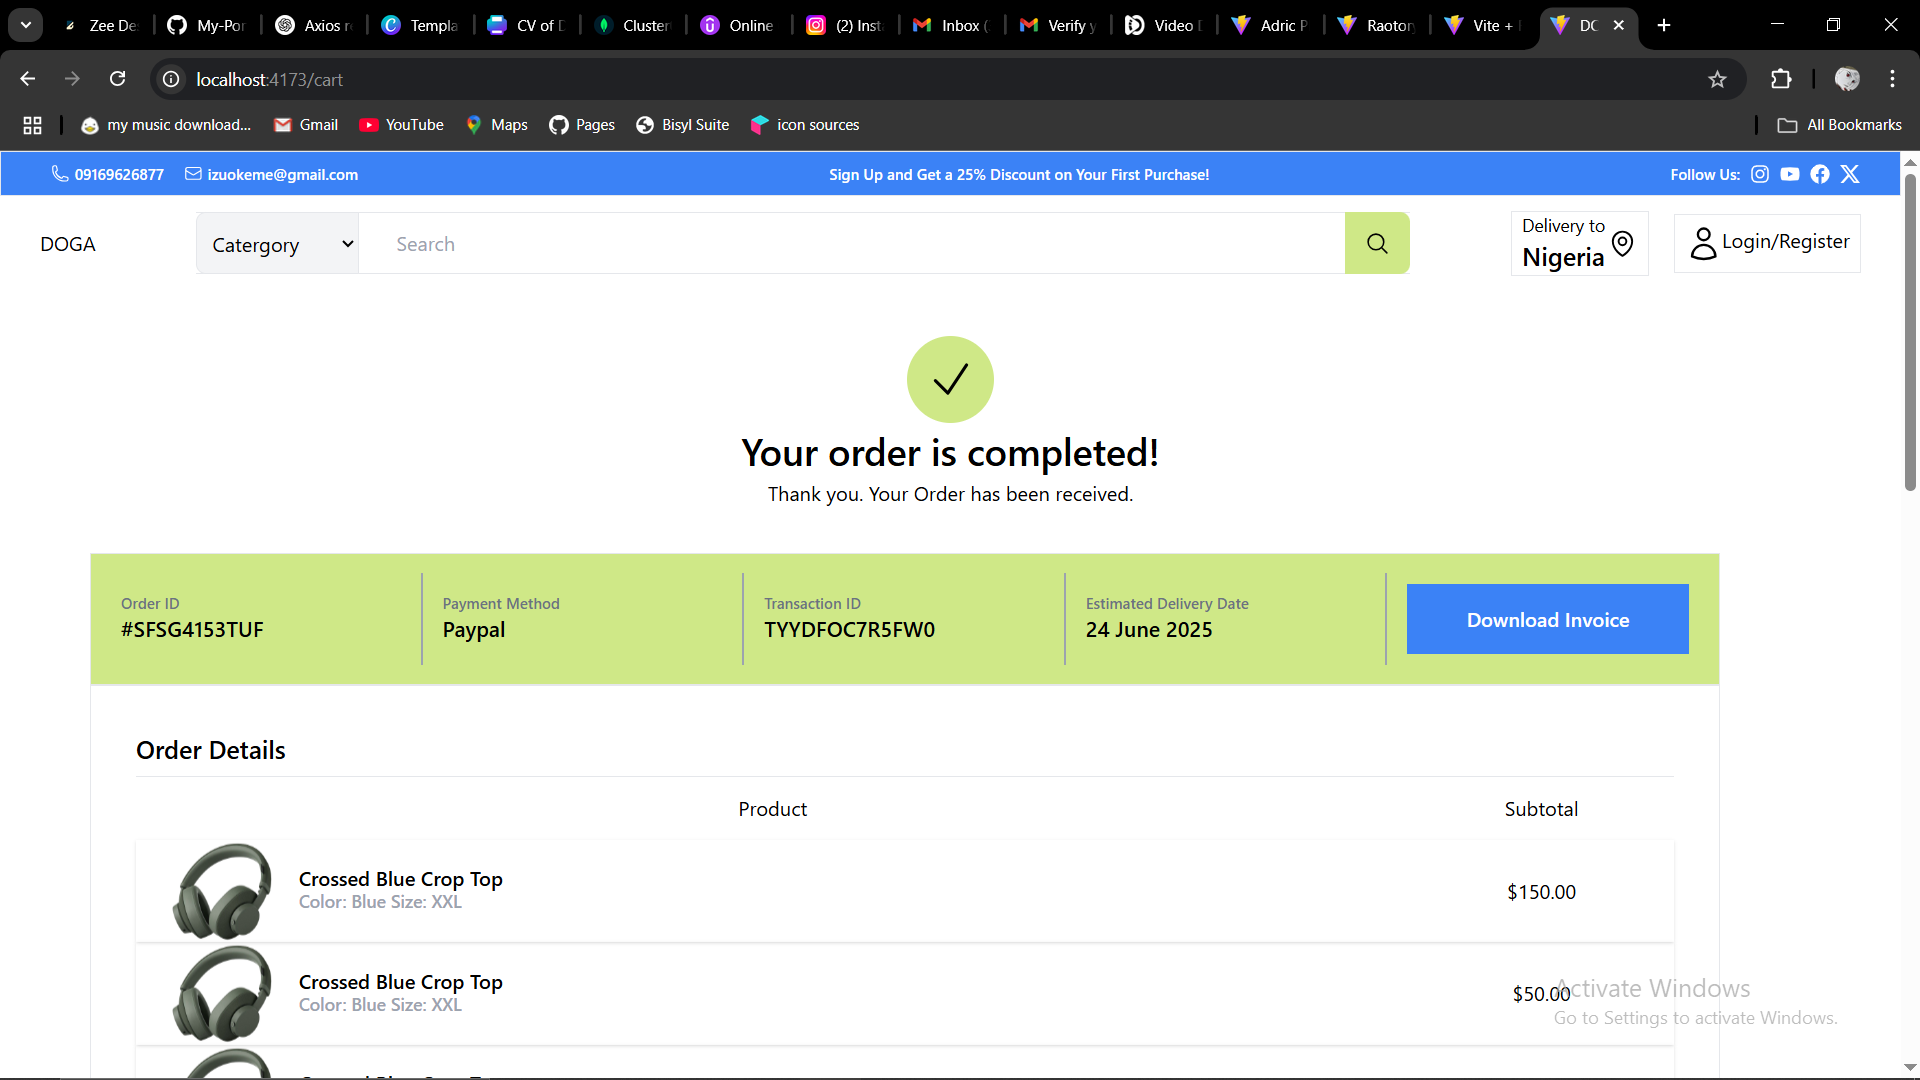 Zee De
My-Por
Axios r
Templa
CV of D
Cluster
Online
(2) Inst
Inbox (
Verify y
Video
Adric P
Raoton
Vite +
DO
localhost:4173/cart
my music download...
Gmail
YouTube
Maps
Pages
Bisyl Suite
icon sources
All Bookmarks
09169626877
izuokeme@gmail.com
Sign Up and Get a 25% Discount on Your First Purchase!
Follow Us:
DOGA
Catergory
Search
Delivery to
Nigeria
Login/Register
Your order is completed!
Thank you. Your Order has been received.
Order ID
#SFSG4153TUF
Payment Method
Paypal
Transaction ID
TYYDFOC7R5FW0
Estimated Delivery Date
24 June 2025
Download Invoice
Order Details
Product
Subtotal
Crossed Blue Crop Top
Color: Blue Size: XXL
$150.00
Crossed Blue Crop Top
Color: Blue Size: XXL
$50.00
Activate Windows
Go to Settings to activate Windows.